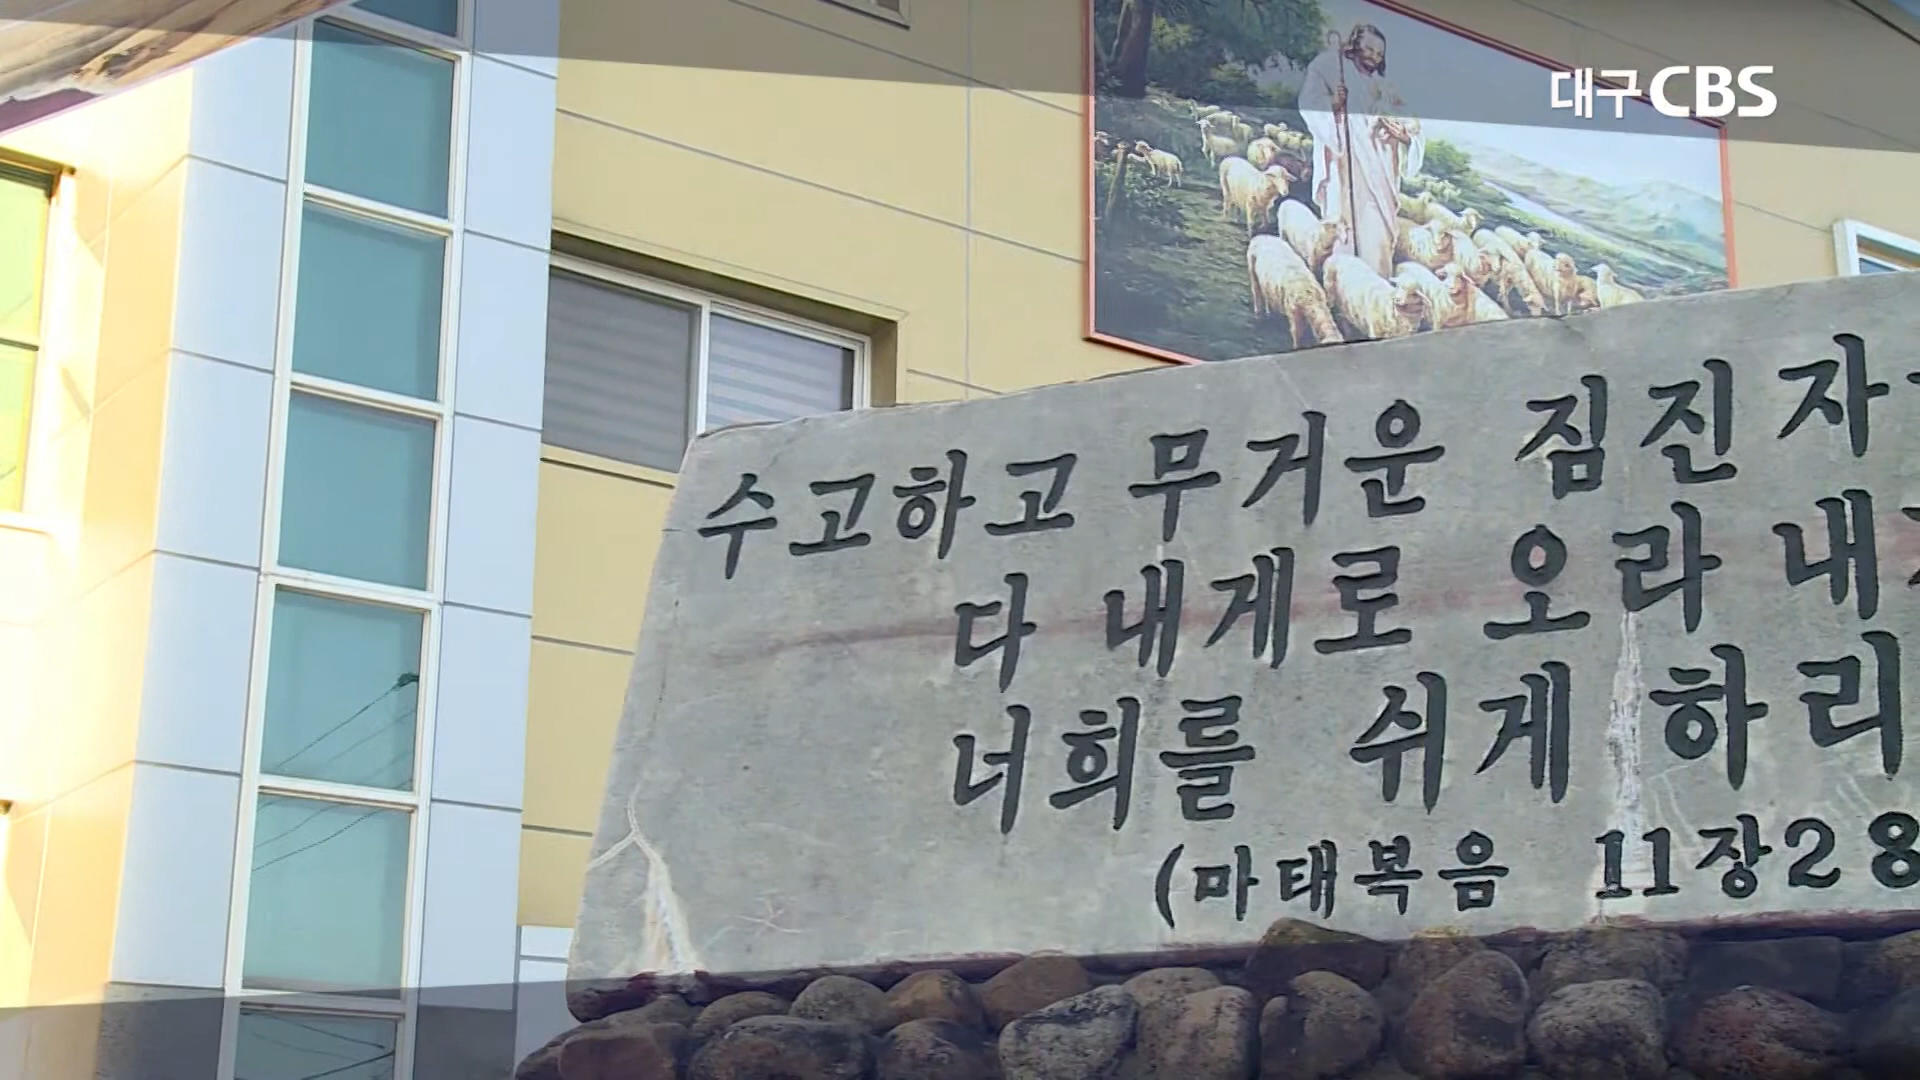 대구CBS
수고하고 무거운 짐진 자
다 내게로 오라 내
너희를 쉬게 하리
(마태복음 11장28